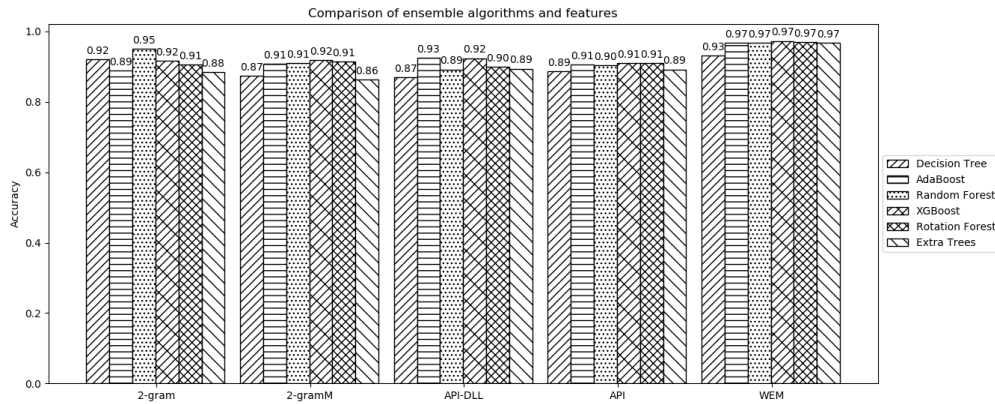 Comparison of ensemble algorithms and features
Accuracy
1.0
0.8
0.6
0.4
0.2
0.0
0.92 0.89 0.95 0.92 0.91 0.88
0.87 0.91 0.91 0.92 0.91 0.86
0.87 0.93 0.89 0.92 0.90 0.89
0.89 0.91 0.90 0.91 0.91 0.89
0.93 0.97 0.97 0.97 0.97 0.97
2-gram 2-gramM API-DLL API WEM
Decision Tree
AdaBoost
Random Forest
XGBoost
Rotation Forest
Extra Trees